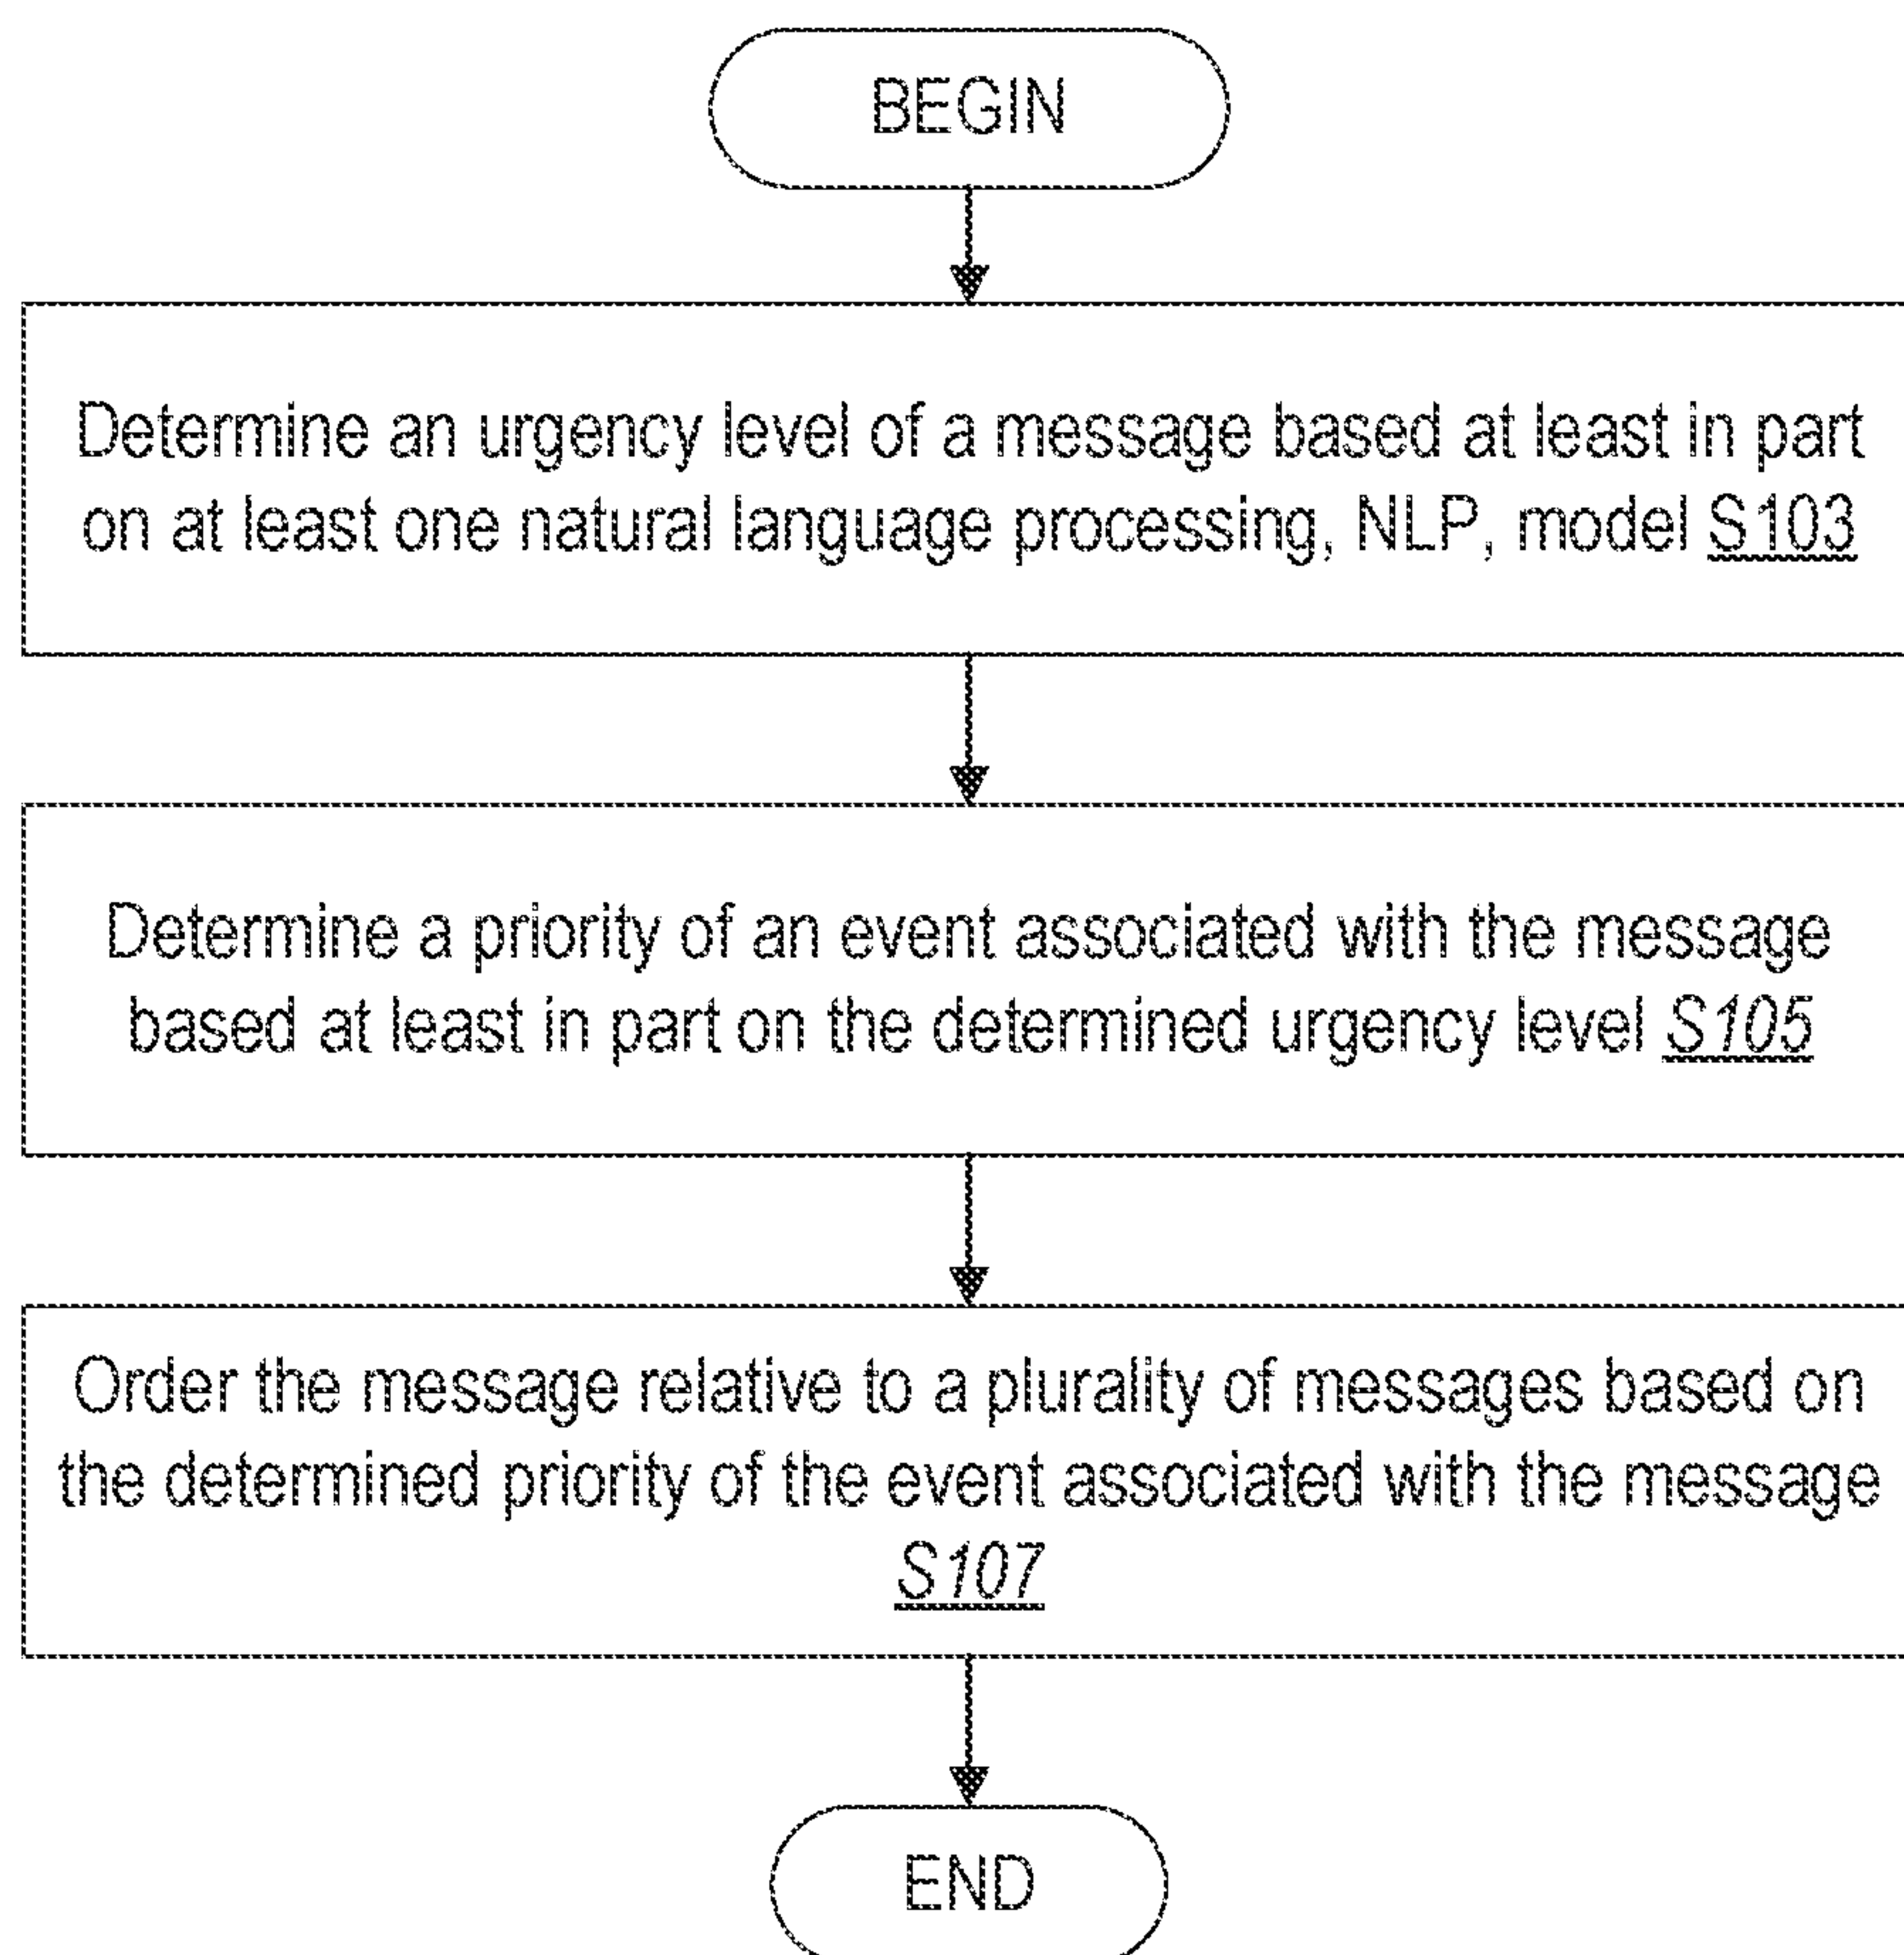 BEGIN
Determine an urgency level of a message based at least in part
on at least one natural language processing, NLP, model S103
Determine a priority of an event associated with the message
based at least in part on the determined urgency level S105
Order the message relative to a plurality of messages based on
the determined priority of the event associated with the message
S107
END